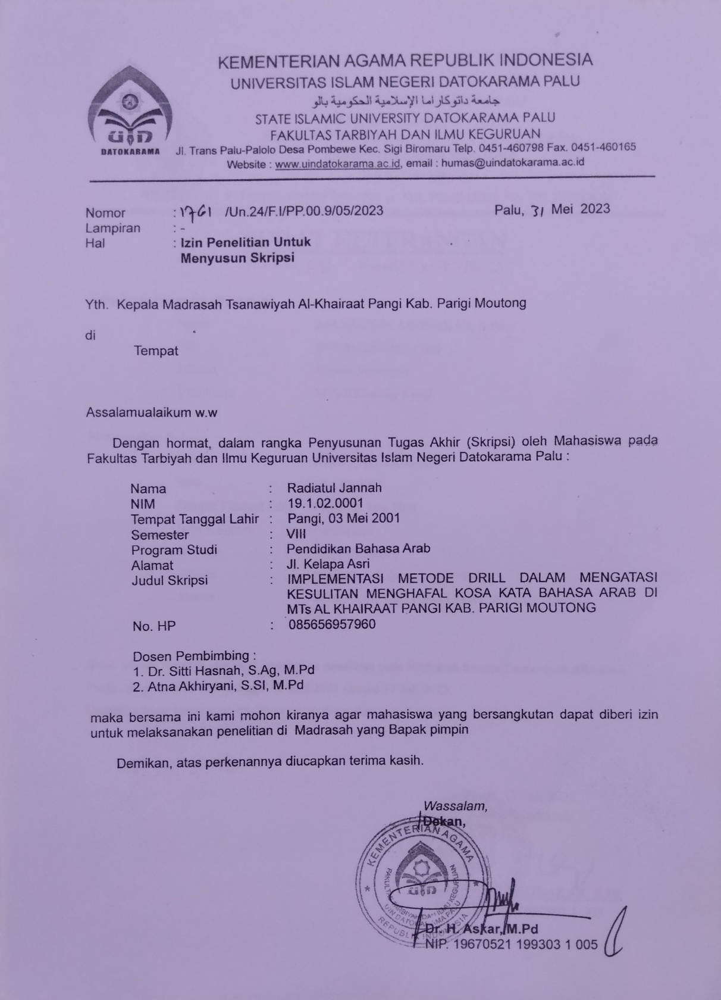 KEMENTERIAN AGAMA REPUBLIK INDONESIA
UNIVERSITAS ISLAM NEGERI DATOKARAMA PALU
جامعة داتوكاراما الإسلامية الحكومية بالو
STATE ISLAMIC UNIVERSITY DATOKARAMA PALU
FAKULTAS TARBIYAH DAN ILMU KEGURUAN
Jl. Trans Palu-Palolo Desa Pombewe Kec. Sigi Biromaru Telp. 0451-460798 Fax. 0451-460165
Website : www.uindatokarama.ac.id, email : humas@uindatokarama.ac.id
UIN
DATOKARAMA
Nomor : 1761 /Un.24/F.I/PP.00.9/05/2023 Palu, 31 Mei 2023
Lampiran : -
Hal : Izin Penelitian Untuk
Menyusun Skripsi
Yth. Kepala Madrasah Tsanawiyah Al-Khairaat Pangi Kab. Parigi Moutong
di
Tempat
Assalamualaikum w.w
Dengan hormat, dalam rangka Penyusunan Tugas Akhir (Skripsi) oleh Mahasiswa pada
Fakultas Tarbiyah dan Ilmu Keguruan Universitas Islam Negeri Datokarama Palu :
Nama : Radiatul Jannah
NIM : 19.1.02.0001
Tempat Tanggal Lahir : Pangi, 03 Mei 2001
Semester : VIII
Program Studi : Pendidikan Bahasa Arab
Alamat : Jl. Kelapa Asri
Judul Skripsi : IMPLEMENTASI METODE DRILL DALAM MENGATASI
KESULITAN MENGHAFAL KOSA KATA BAHASA ARAB DI
MTs AL KHAIRAAT PANGI KAB. PARIGI MOUTONG
No. HP : 085656957960
Dosen Pembimbing :
1. Dr. Sitti Hasnah, S.Ag, M.Pd
2. Atna Akhiryani, S.SI, M.Pd
maka bersama ini kami mohon kiranya agar mahasiswa yang bersangkutan dapat diberi izin
untuk melaksanakan penelitian di Madrasah yang Bapak pimpin
Demikan, atas perkenannya diucapkan terima kasih.
Wassalam,
Dekan,
KEMENTERIAN AGAMA
FAKULTAS TARBIYAH DAN ILMU KEGURUAN
UIN DATOKARAMA PALU
REPUBLIK INDONESIA
UIN
Dr. H. Askar, M.Pd
NIP. 19670521 199303 1 005